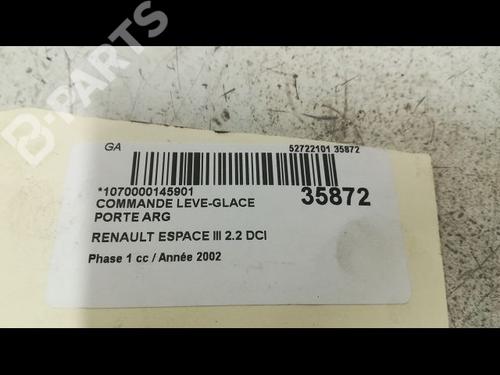 B-PARTS
GA
52722101 35872
*1070000145901
35872
COMMANDE LEVE-GLACE
PORTE ARG
RENAULT ESPACE III 2.2 DCI
Phase 1 cc / Année 2002